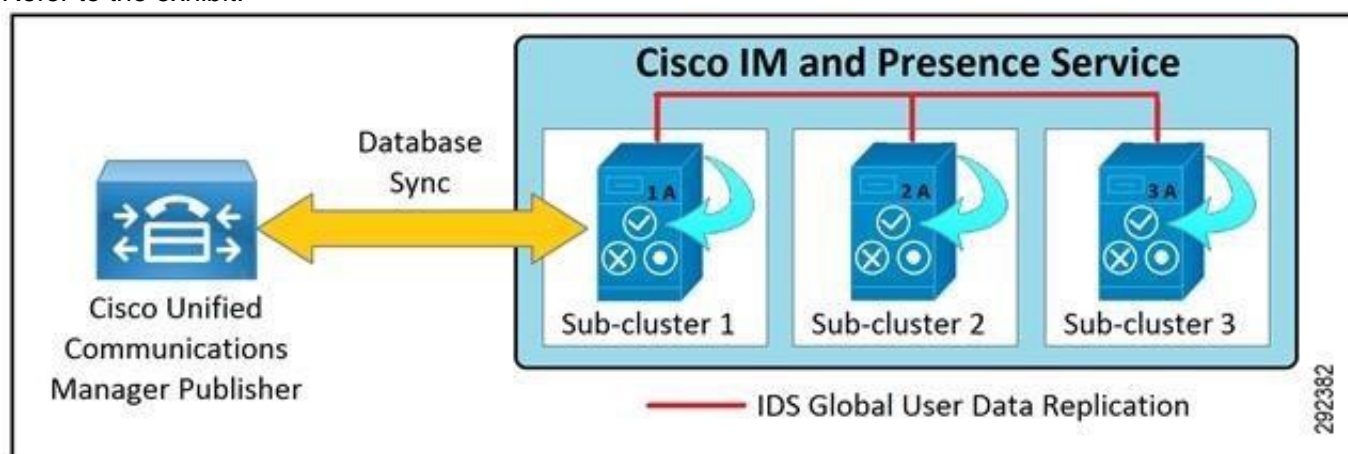 Refer to the exhibit.
Cisco IM and Presence Service
Database
Sync
1 A
2 A
3 A
Cisco Unified
Communications
Manager Publisher
Sub-cluster 1
Sub-cluster 2
Sub-cluster 3
IDS Global User Data Replication
292382